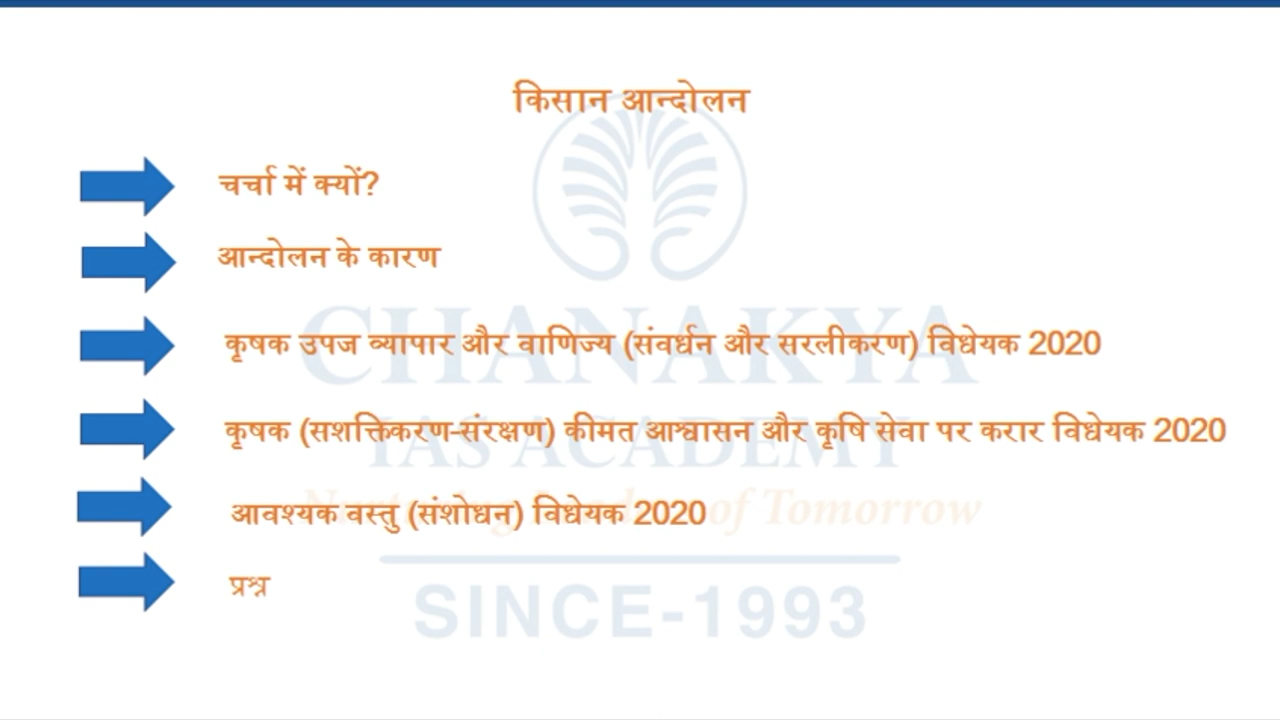 किसान आन्दोलन
चर्चा में क्यों?
आन्दोलन के कारण
कृषक उपज व्यापार और वाणिज्य (संवर्धन और सरलीकरण) विधेयक 2020
कृषक (सशक्तिकरण-संरक्षण) कीमत आश्वासन और कृषि सेवा पर करार विधेयक 2020
आवश्यक वस्तु (संशोधन) विधेयक 2020
प्रश्न
CHANAKYA
IAS ACADEMY
Nurturing Leaders of Tomorrow
SINCE-1993